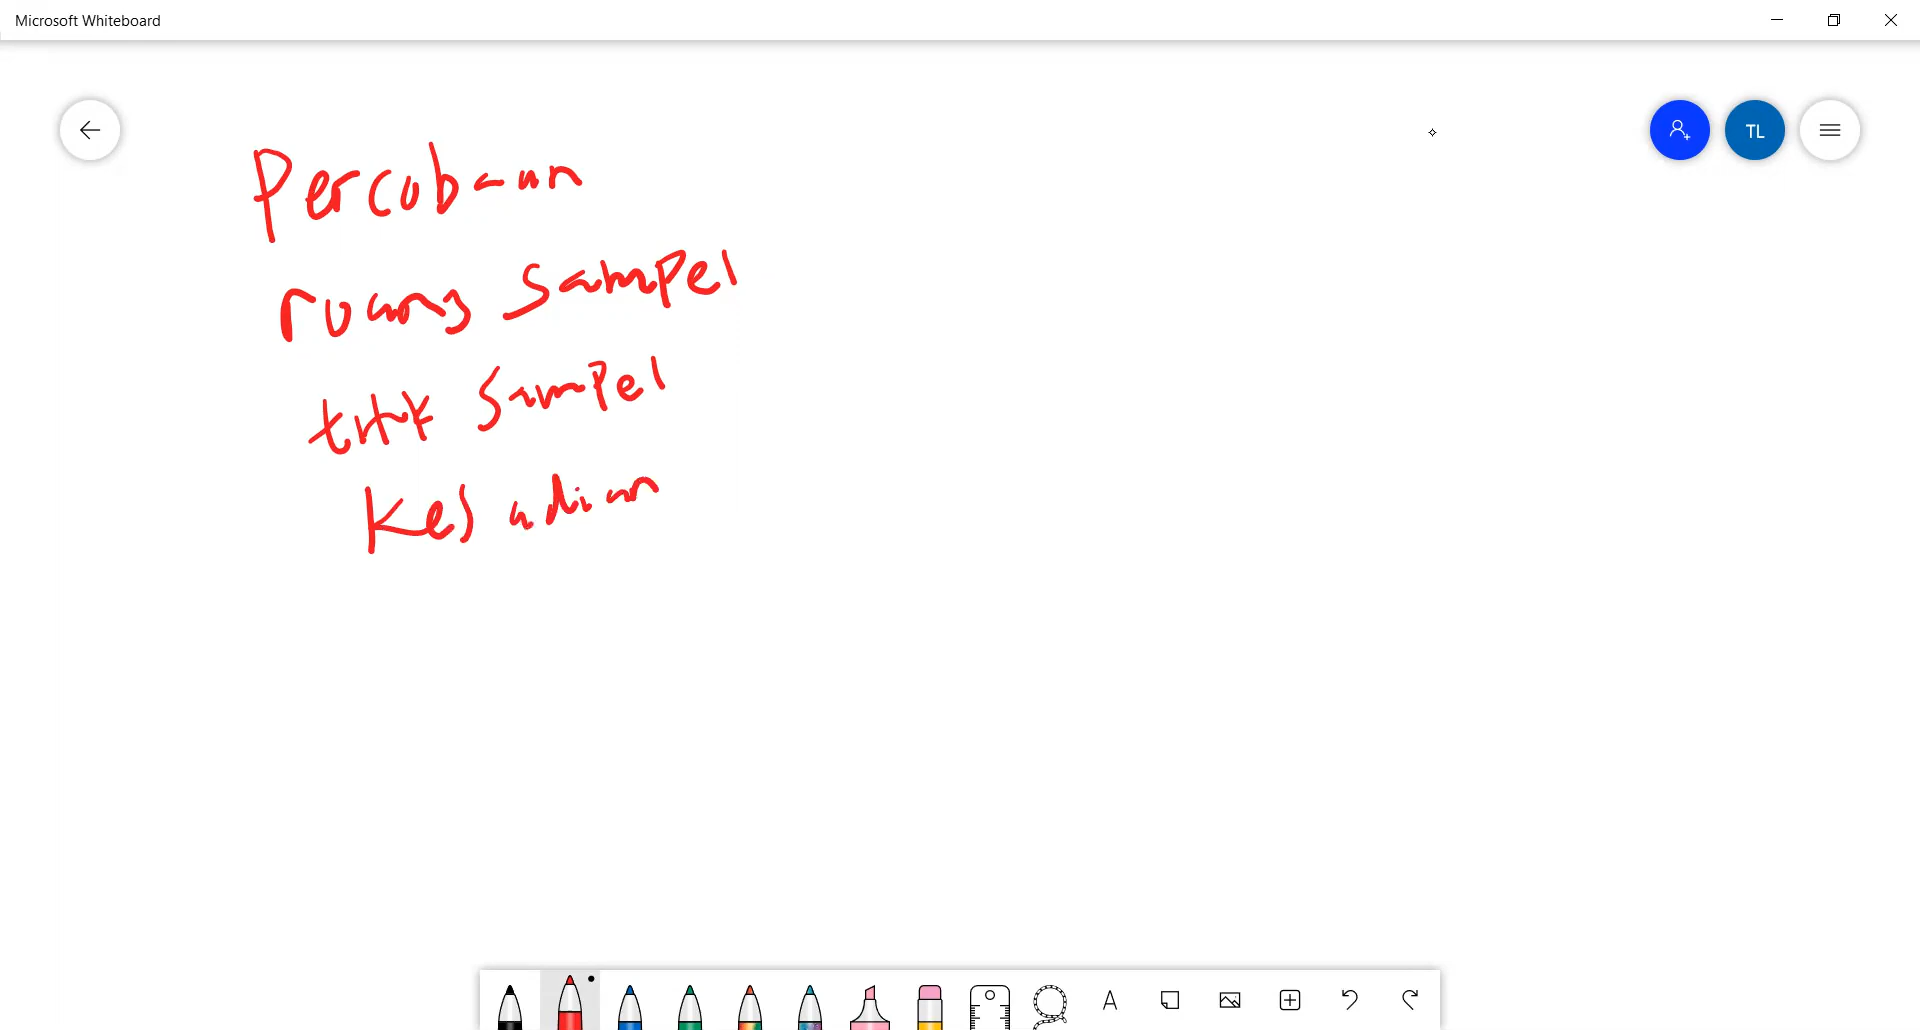 Microsoft Whiteboard
TL
Percobaan
ruang sampel
titik sampel
Kejadian
A